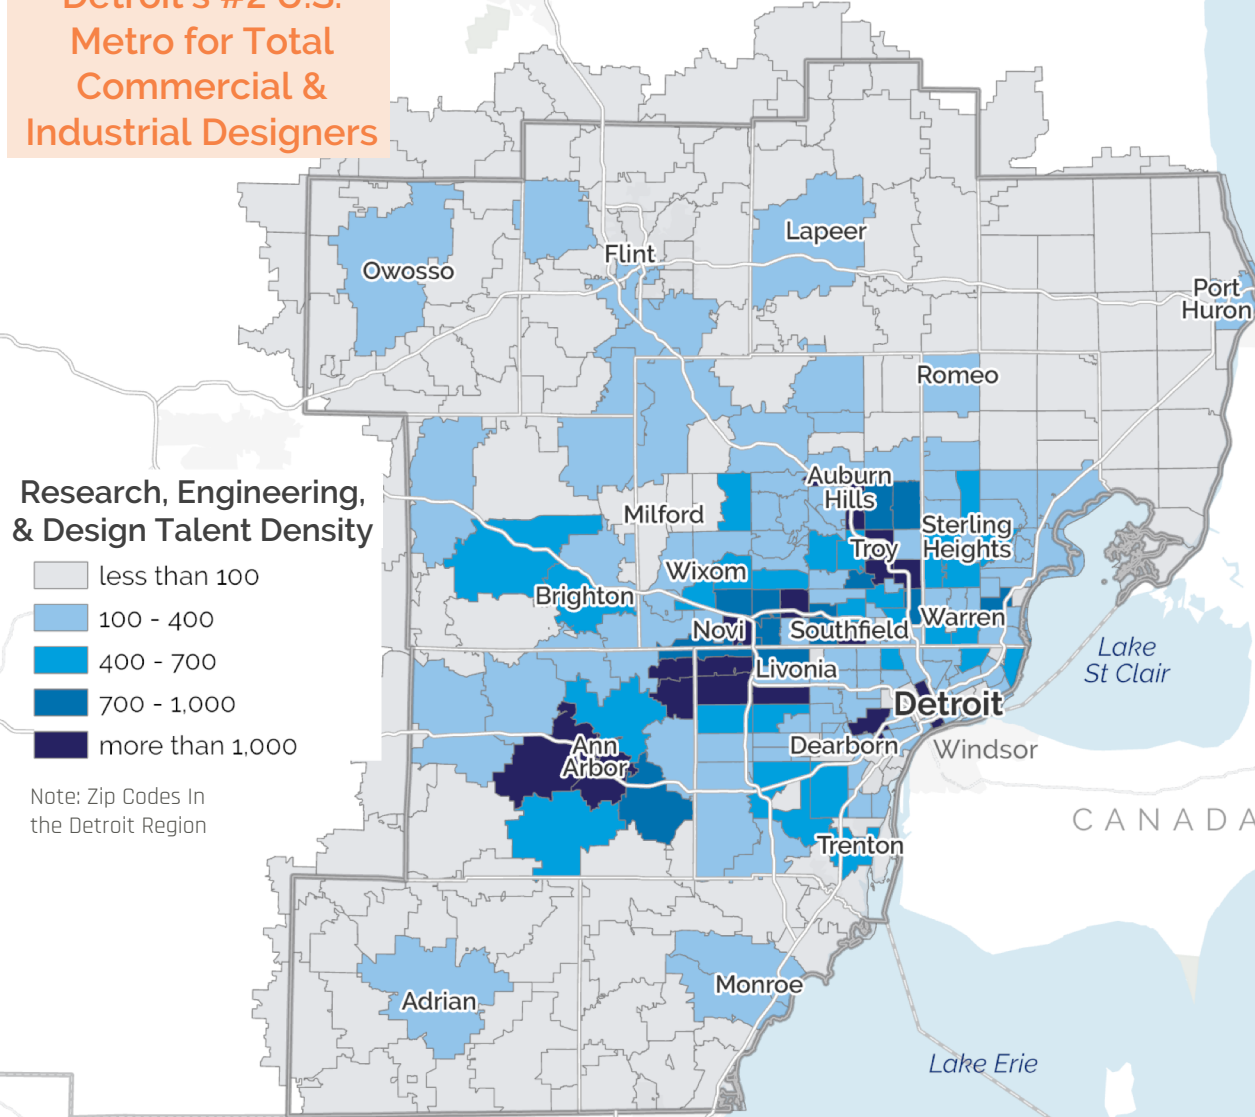 Detroit's #2 U.S.
Metro for Total
Commercial &
Industrial Designers
Lapeer
Flint
Owosso
Port
Huron
Romeo
Research, Engineering,
& Design Talent Density
less than 100
100 - 400
400 - 700
700 - 1,000
more than 1,000
Note: Zip Codes In
the Detroit Region
Auburn
Hills
Milford
Sterling
Heights
Troy
Wixom
Brighton
Warren
Novi
Southfield
Lake
St Clair
Livonia
Detroit
Ann
Arbor
Dearborn
Windsor
CANADA
Trenton
Monroe
Adrian
Lake Erie